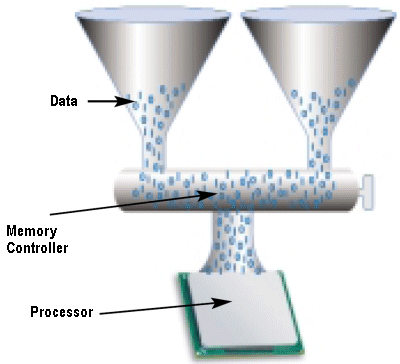 Data
Memory
Controller
Processor